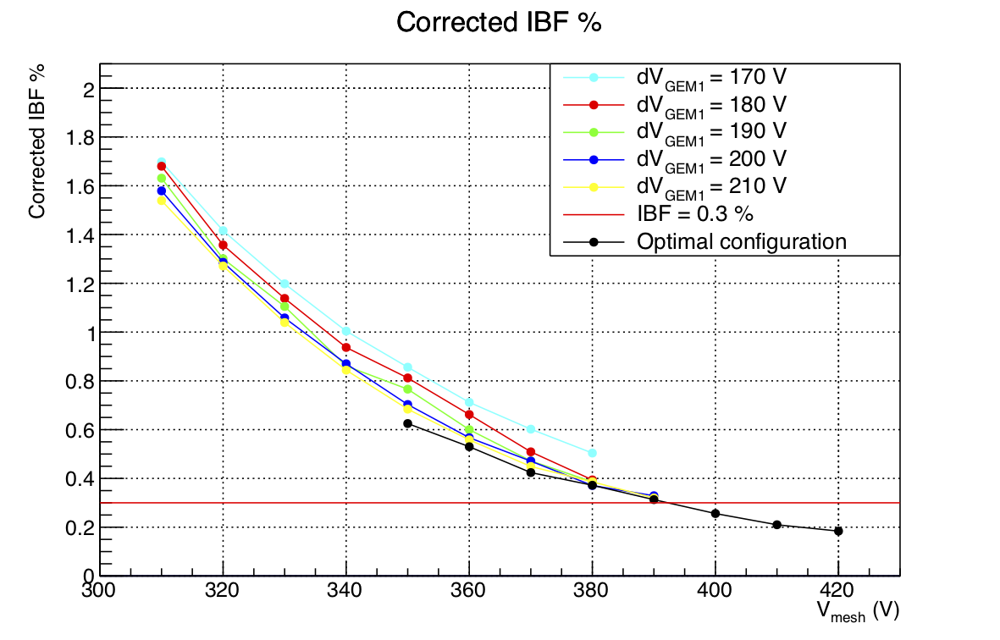 Corrected IBF %
Corrected IBF %
dV_GEM1 = 170 V
dV_GEM1 = 180 V
dV_GEM1 = 190 V
dV_GEM1 = 200 V
dV_GEM1 = 210 V
IBF = 0.3 %
Optimal configuration
2
1.8
1.6
1.4
1.2
1
0.8
0.6
0.4
0.2
0
300 320 340 360 380 400 420
V_mesh (V)